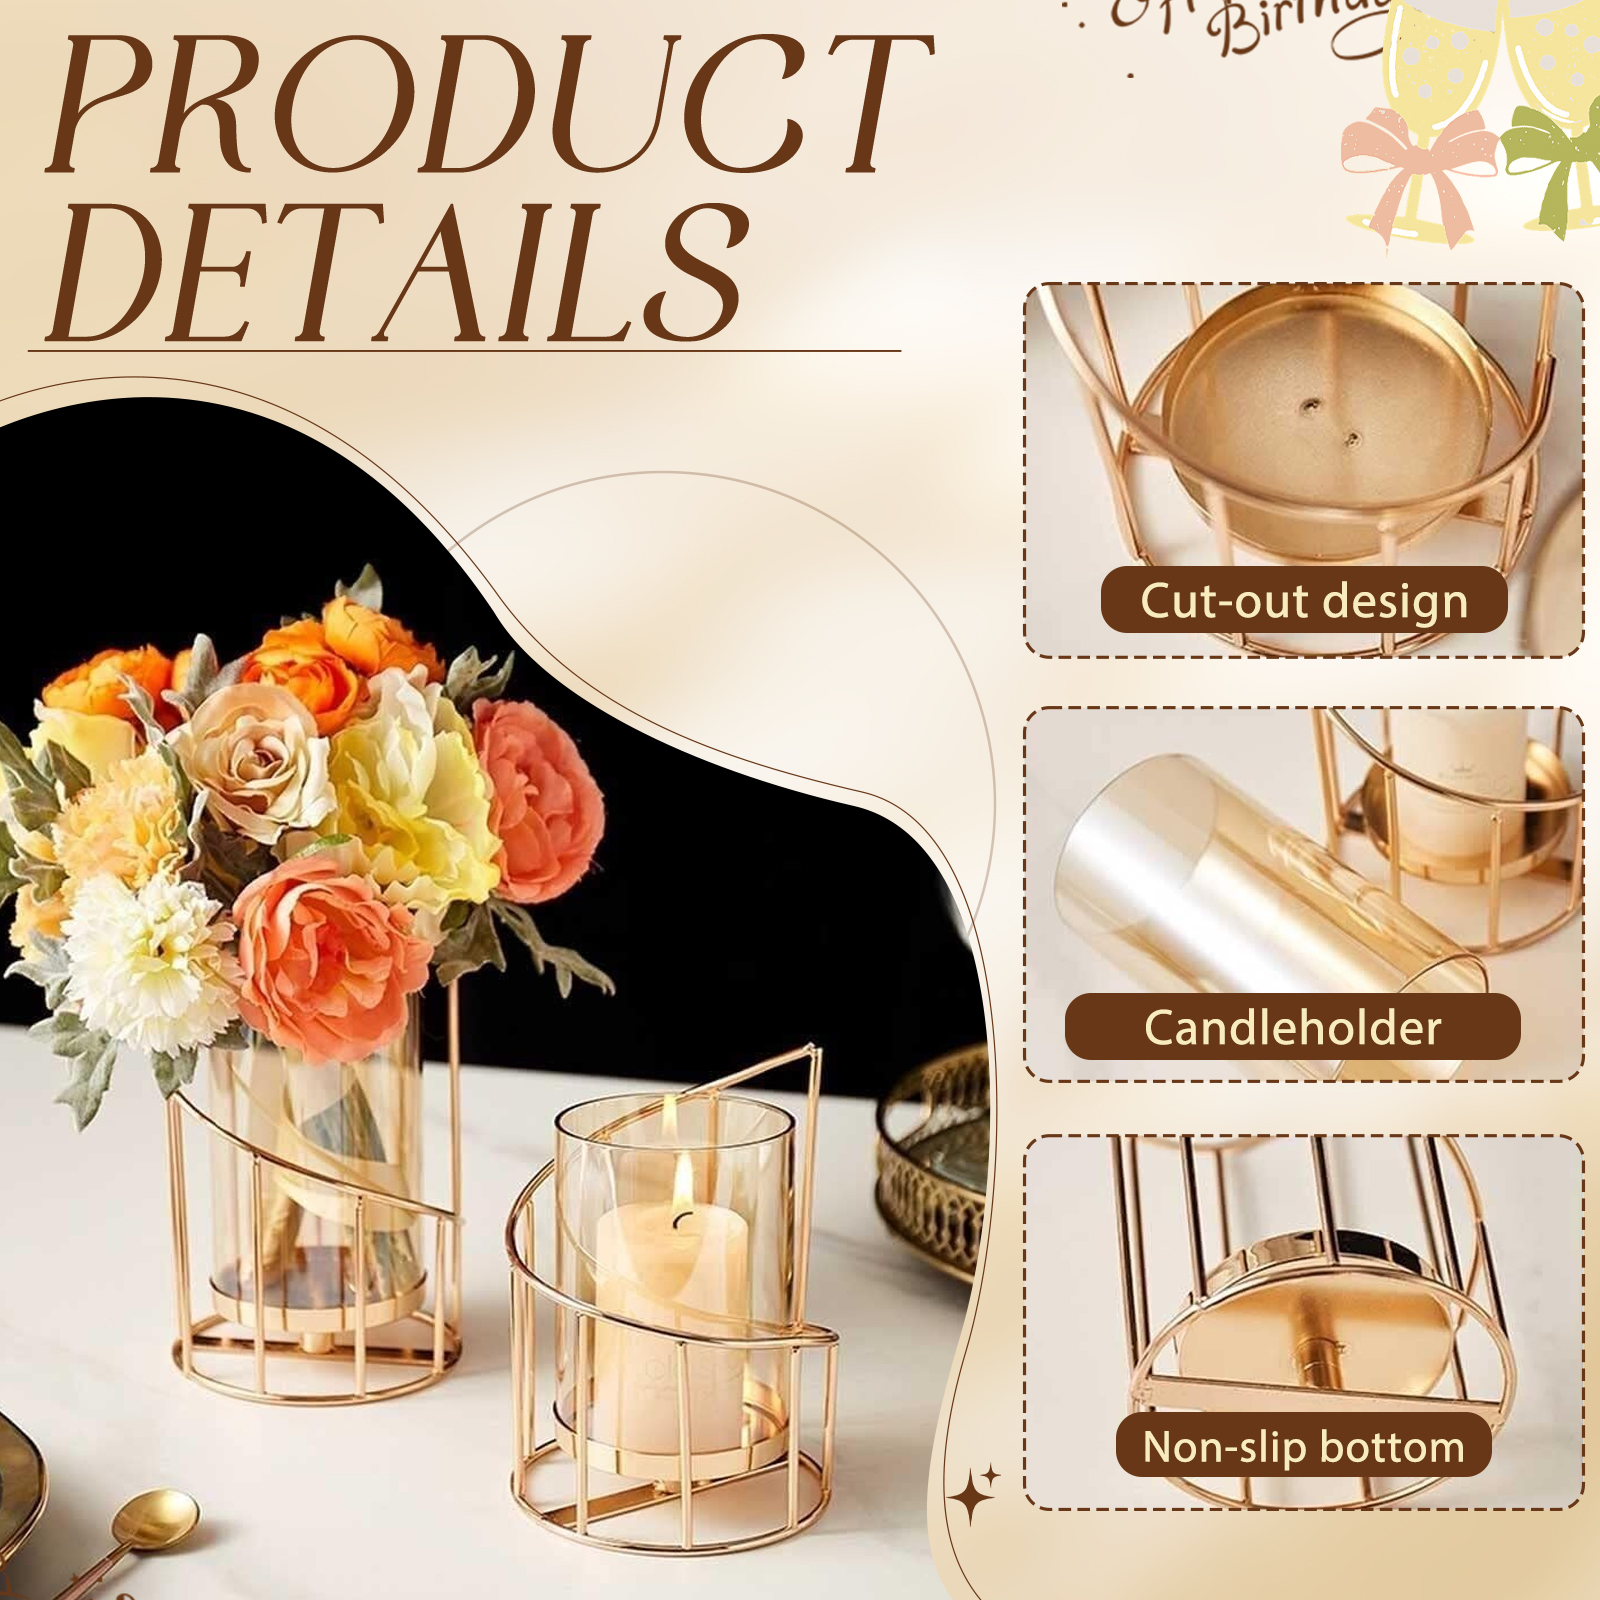 PRODUCT
DETAILS
Cut-out design
Candleholder
Non-slip bottom